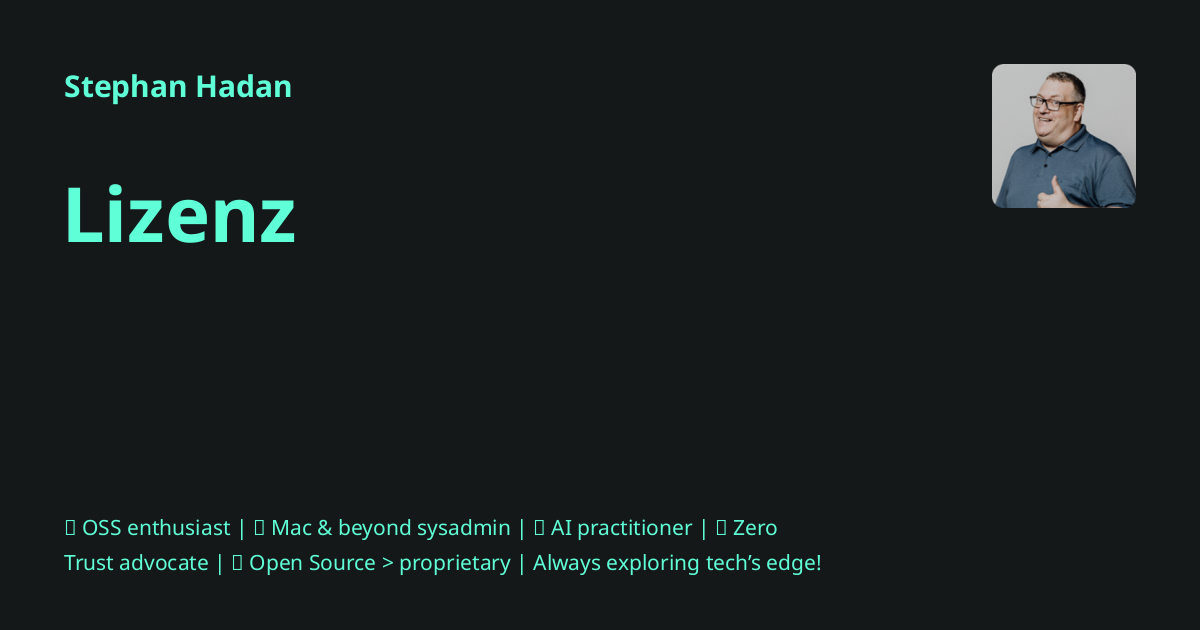 Stephan Hadan
Lizenz
▯ OSS enthusiast | ▯ Mac & beyond sysadmin | ▯ AI practitioner | ▯ Zero
Trust advocate | ▯ Open Source > proprietary | Always exploring tech’s edge!